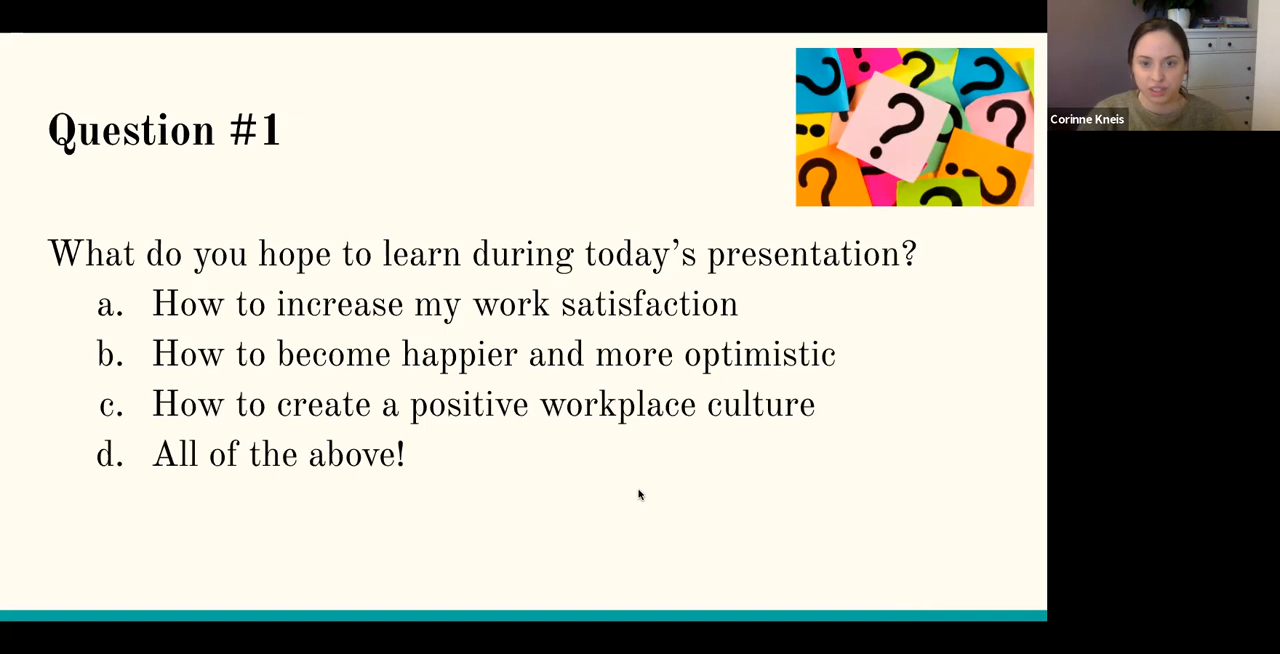 Question #1
What do you hope to learn during today's presentation?
a. How to increase my work satisfaction
b. How to become happier and more optimistic
c. How to create a positive workplace culture
d. All of the above!
? ! ? ? ? ? ? ? ?
Corinne Kneis